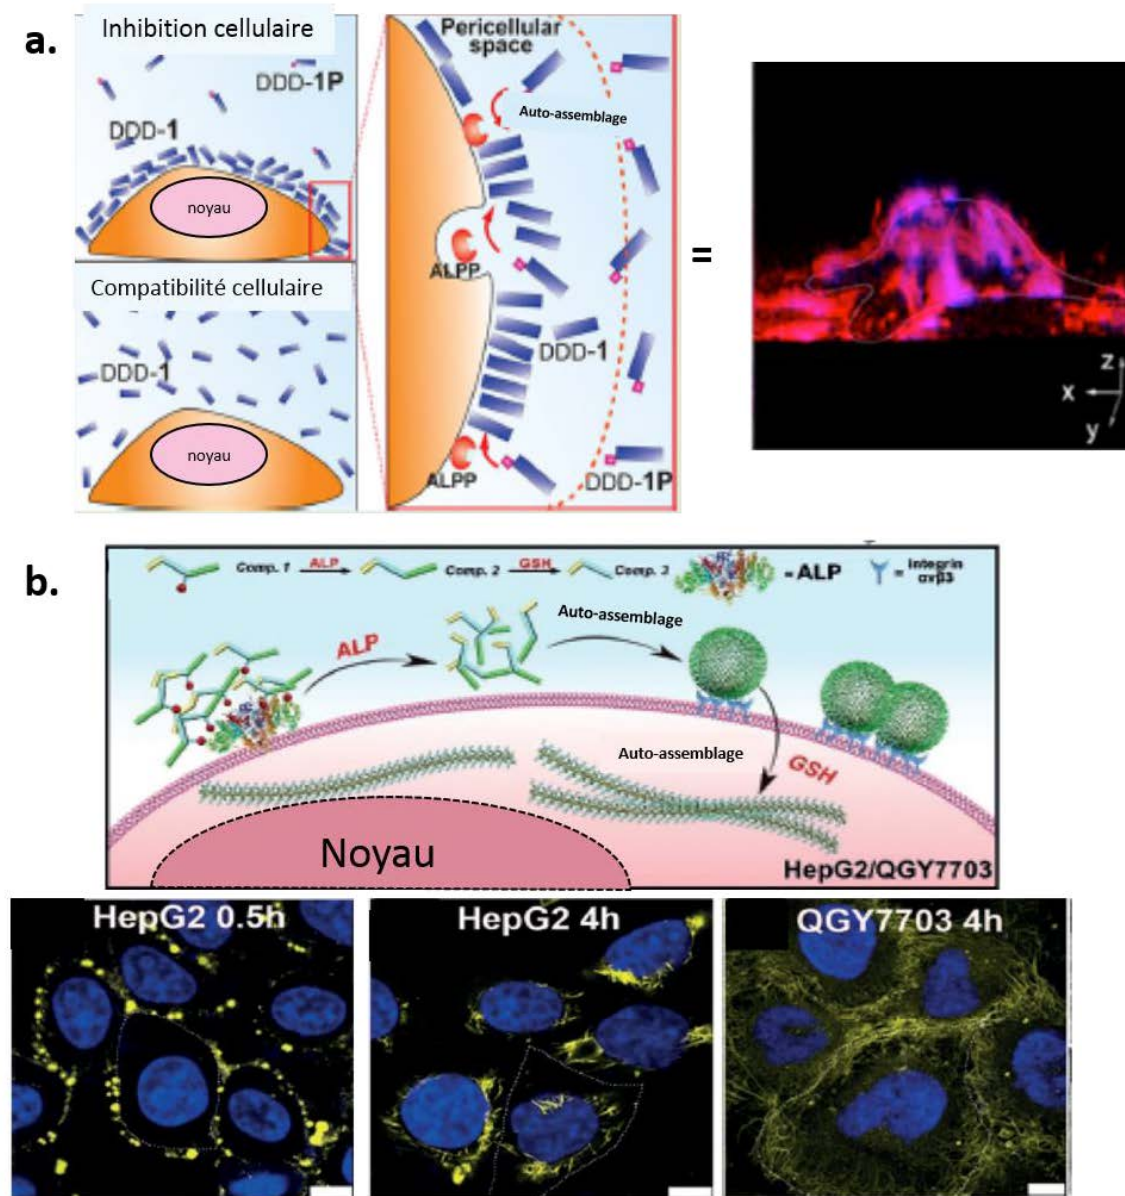 a.
Inhibition cellulaire
DDD-1P
DDD-1
noyau
Compatibilité cellulaire
DDD-1
noyau
Pericellular
space
Auto-assemblage
ALPP
DDD-1
ALPP
DDD-1P
=
z
x
y
b.
Comp. 1 ALP Comp. 2 GSH Comp. 3 = ALP = Integrin
αvβ3
ALP
Auto-assemblage
Auto-assemblage
GSH
Noyau
HepG2/QGY7703
HepG2 0.5h
HepG2 4h
QGY7703 4h